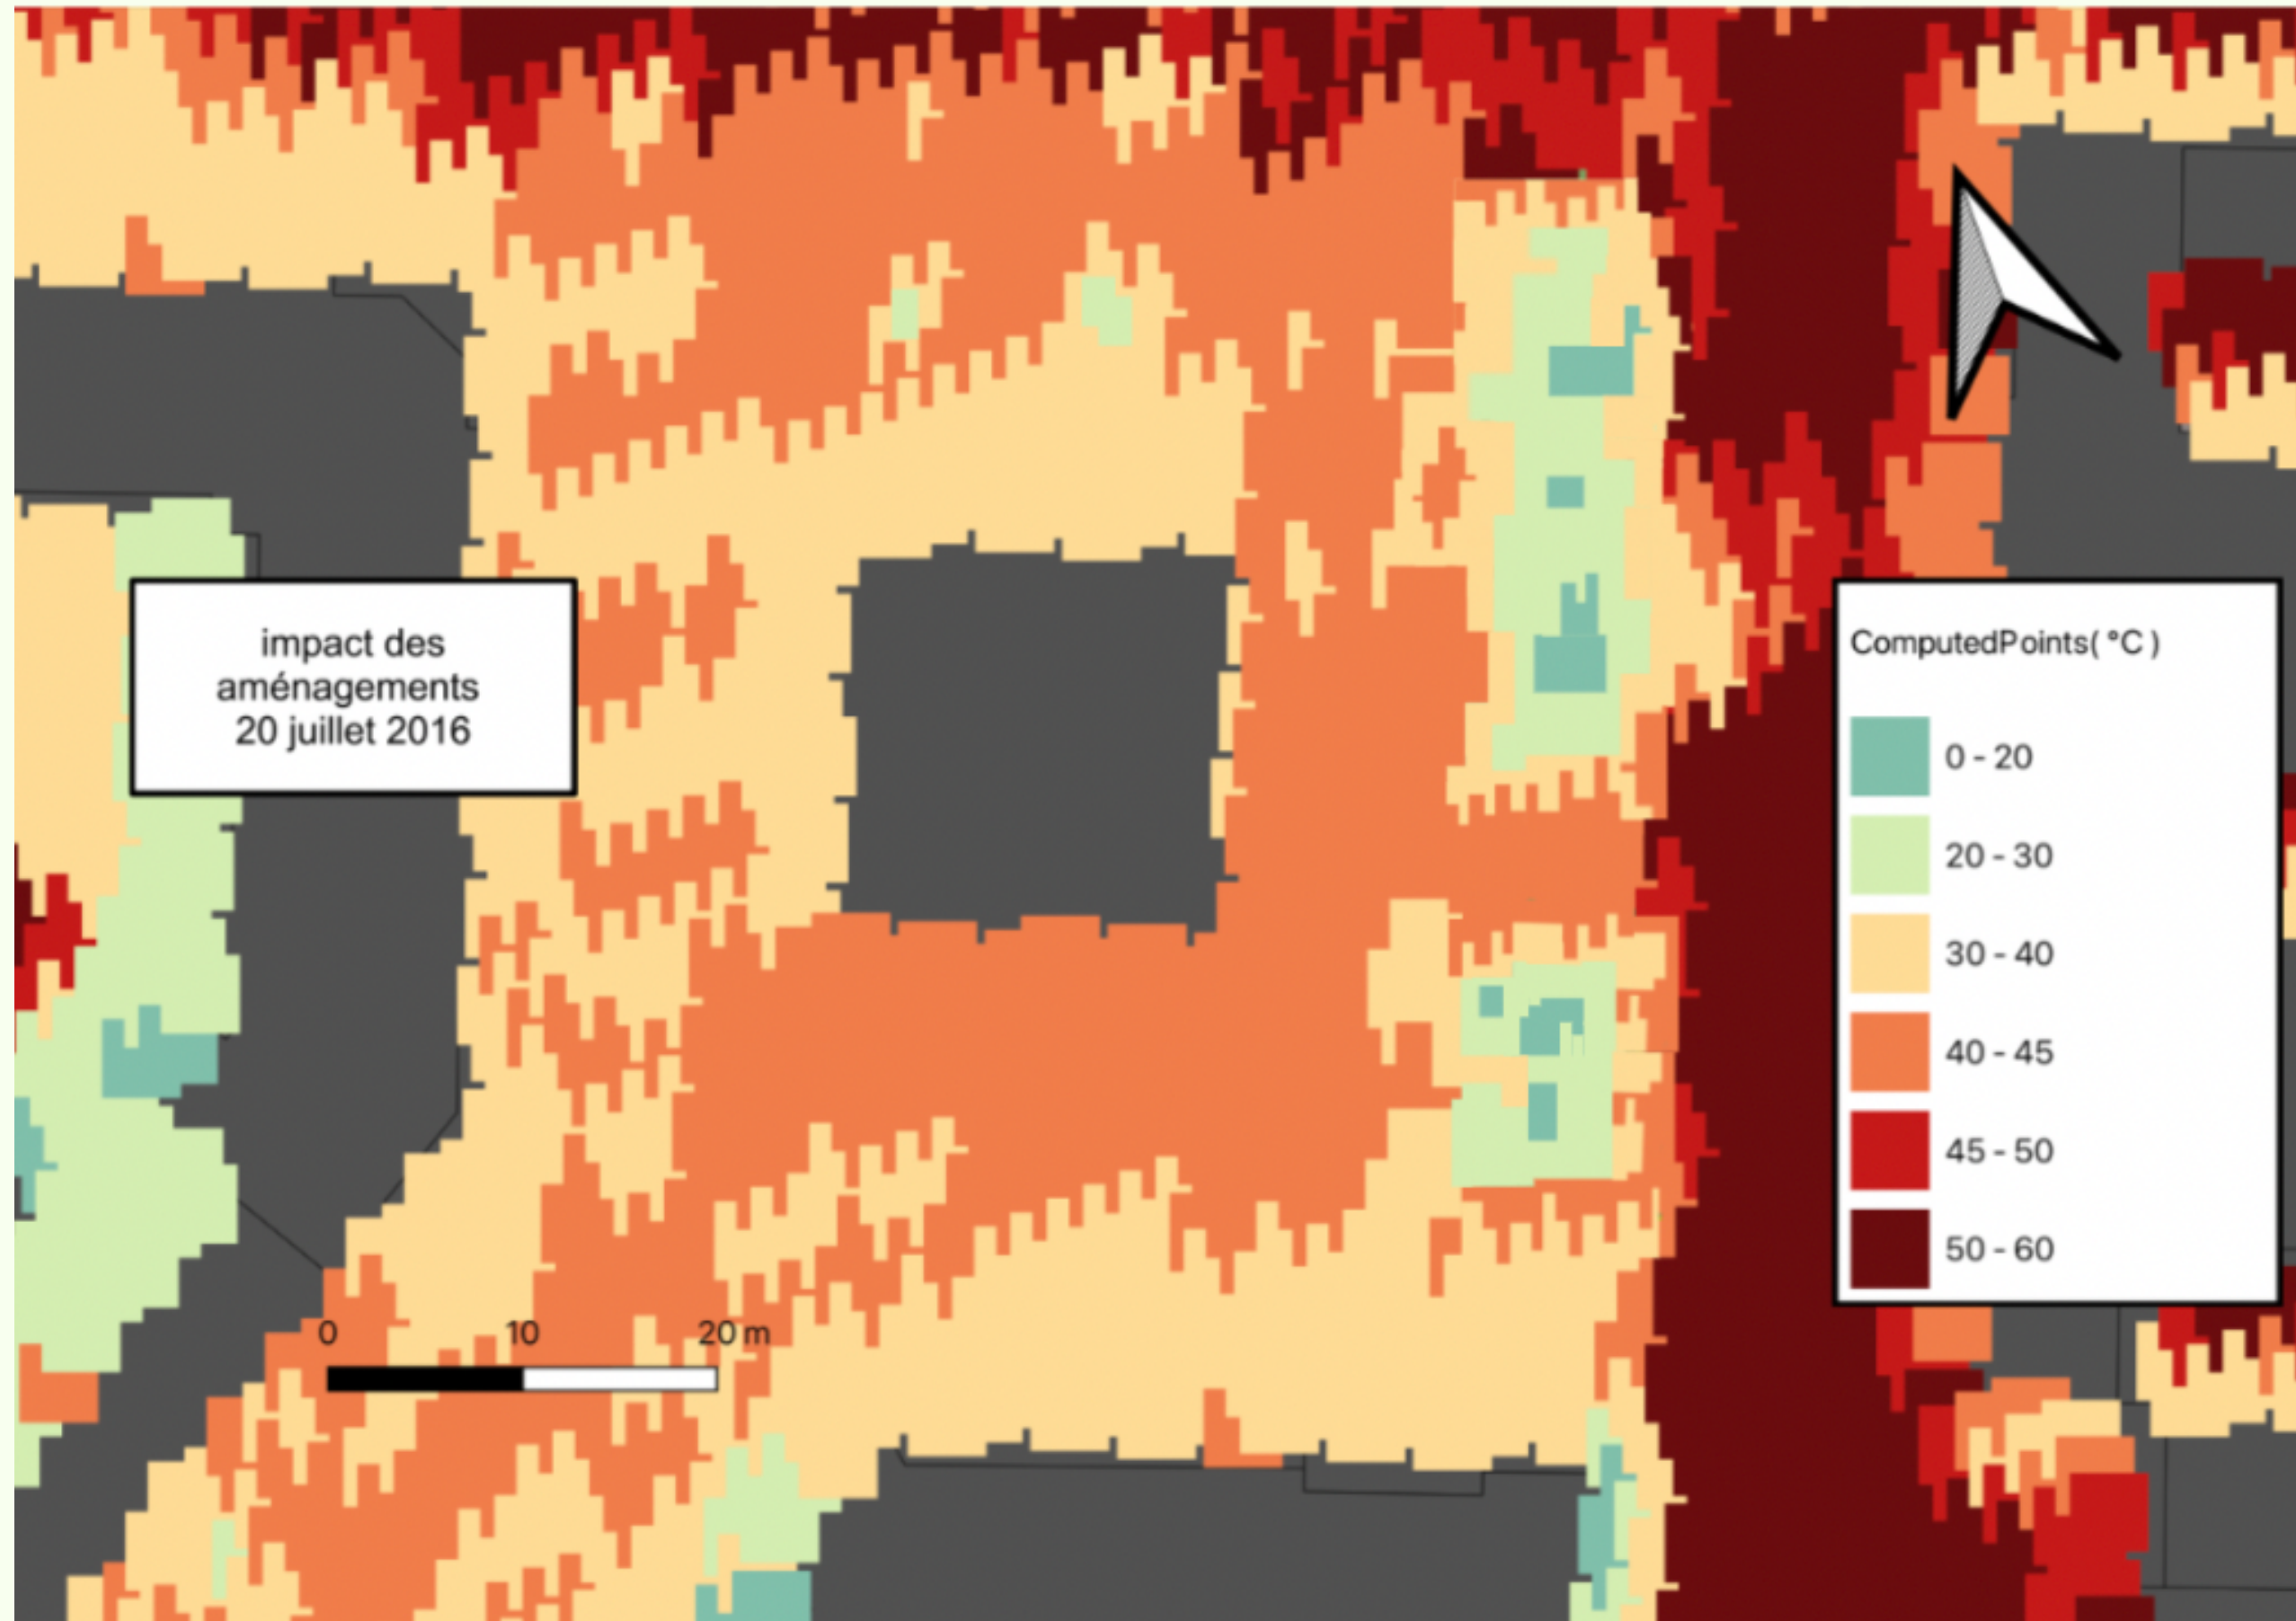 impact des
aménagements
20 juillet 2016
ComputedPoints( °C )
0 - 20
20 - 30
30 - 40
40 - 45
45 - 50
50 - 60
0 10 20 m